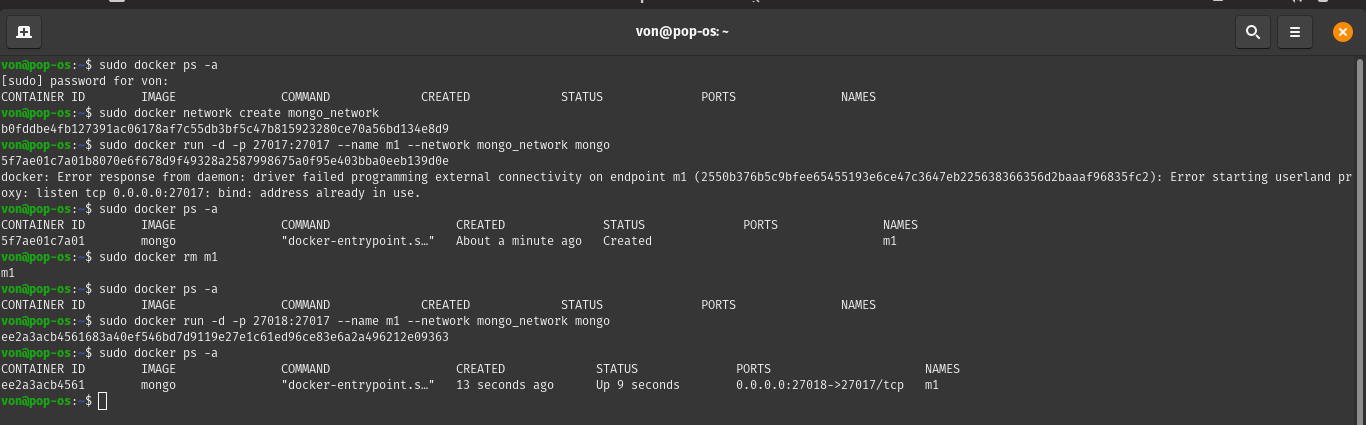 von@pop-os: ~
von@pop-os:~$ sudo docker ps -a
[sudo] password for von:
CONTAINER ID        IMAGE               COMMAND             CREATED             STATUS              PORTS               NAMES
von@pop-os:~$ sudo docker network create mongo_network
b0fddbe4fb127391ac06178af7c55db3bf5c47b815923280ce70a56bd134e8d9
von@pop-os:~$ sudo docker run -d -p 27017:27017 --name m1 --network mongo_network mongo
5f7ae01c7a01b8070e6f678d9f49328a2587998675a0f95e403bba0eeb139d0e
docker: Error response from daemon: driver failed programming external connectivity on endpoint m1 (2550b376b5c9bfee65455193e6ce47c3647eb225638366356d2baaaf96835fc2): Error starting userland pr
oxy: listen tcp 0.0.0.0:27017: bind: address already in use.
von@pop-os:~$ sudo docker ps -a
CONTAINER ID        IMAGE               COMMAND                  CREATED              STATUS              PORTS               NAMES
5f7ae01c7a01        mongo               "docker-entrypoint.s…"   About a minute ago   Created                                 m1
von@pop-os:~$ sudo docker rm m1
m1
von@pop-os:~$ sudo docker ps -a
CONTAINER ID        IMAGE               COMMAND             CREATED             STATUS              PORTS               NAMES
von@pop-os:~$ sudo docker run -d -p 27018:27017 --name m1 --network mongo_network mongo
ee2a3acb4561683a40ef546bd7d9119e27e1c61ed96ce83e6a2a496212e09363
von@pop-os:~$ sudo docker ps -a
CONTAINER ID        IMAGE               COMMAND                  CREATED             STATUS              PORTS                      NAMES
ee2a3acb4561        mongo               "docker-entrypoint.s…"   13 seconds ago      Up 9 seconds        0.0.0.0:27018->27017/tcp   m1
von@pop-os:~$